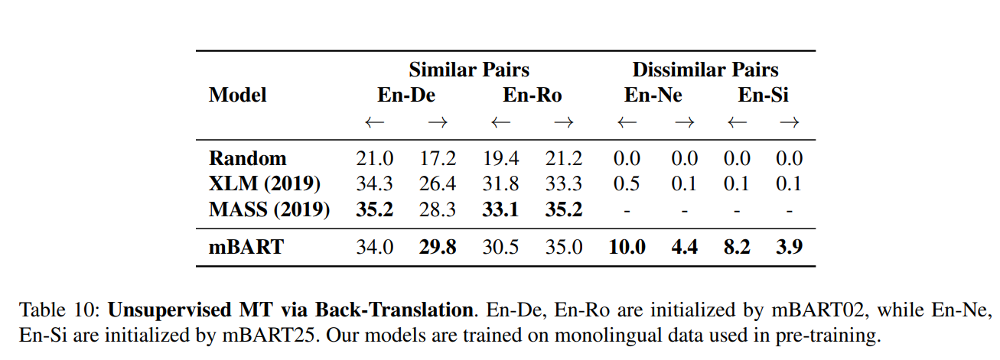 Similar Pairs Dissimilar Pairs
Model En-De En-Ro En-Ne En-Si
← → ← → ← → ← →
Random 21.0 17.2 19.4 21.2 0.0 0.0 0.0 0.0
XLM (2019) 34.3 26.4 31.8 33.3 0.5 0.1 0.1 0.1
MASS (2019) 35.2 28.3 33.1 35.2 - - - -
mBART 34.0 29.8 30.5 35.0 10.0 4.4 8.2 3.9
Table 10: Unsupervised MT via Back-Translation. En-De, En-Ro are initialized by mBART02, while En-Ne,
En-Si are initialized by mBART25. Our models are trained on monolingual data used in pre-training.